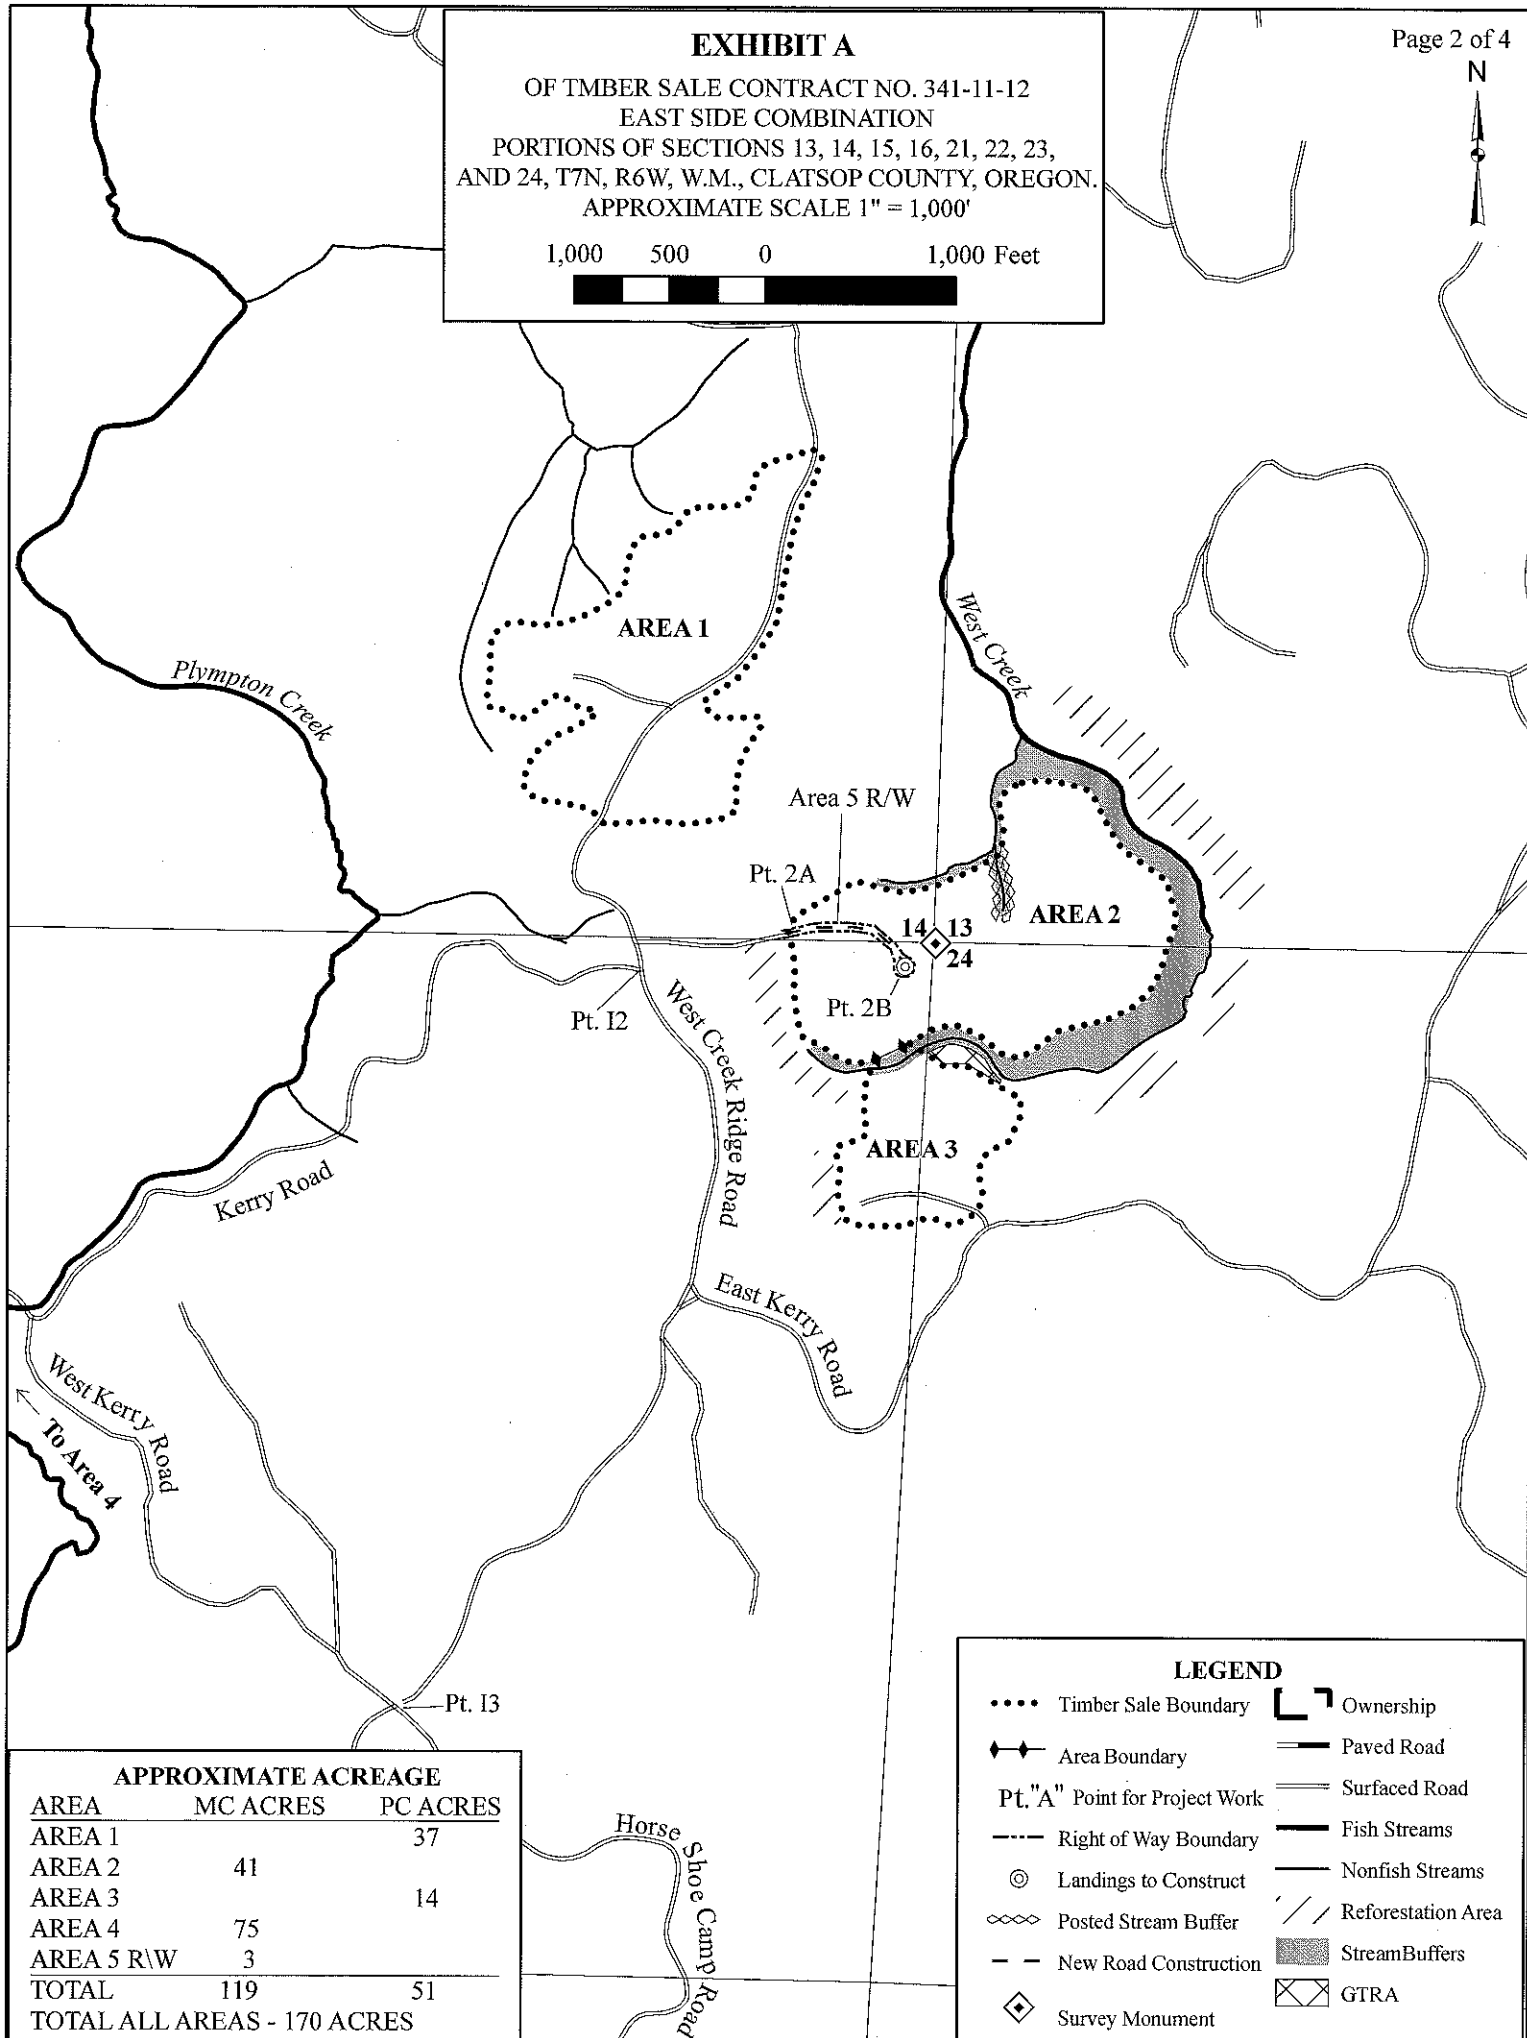 Page 2 of 4
N
EXHIBIT A
OF TMBER SALE CONTRACT NO. 341-11-12
EAST SIDE COMBINATION
PORTIONS OF SECTIONS 13, 14, 15, 16, 21, 22, 23,
AND 24, T7N, R6W, W.M., CLATSOP COUNTY, OREGON.
APPROXIMATE SCALE 1" = 1,000'
1,000 500 0 1,000 Feet
AREA 1
West Creek
Plympton Creek
Area 5 R/W
Pt. 2A
AREA 2
14 13
24
Pt. 2B
Pt. I2
West Creek Ridge Road
AREA 3
Kerry Road
East Kerry Road
West Kerry Road
To Area 4
Pt. I3
Horse Shoe Camp Road
APPROXIMATE ACREAGE
AREA MC ACRES PC ACRES
AREA 1 37
AREA 2 41
AREA 3 14
AREA 4 75
AREA 5 R\W 3
TOTAL 119 51
TOTAL ALL AREAS - 170 ACRES
LEGEND
Timber Sale Boundary
Area Boundary
Pt."A" Point for Project Work
Right of Way Boundary
Landings to Construct
Posted Stream Buffer
New Road Construction
Survey Monument
Ownership
Paved Road
Surfaced Road
Fish Streams
Nonfish Streams
Reforestation Area
StreamBuffers
GTRA